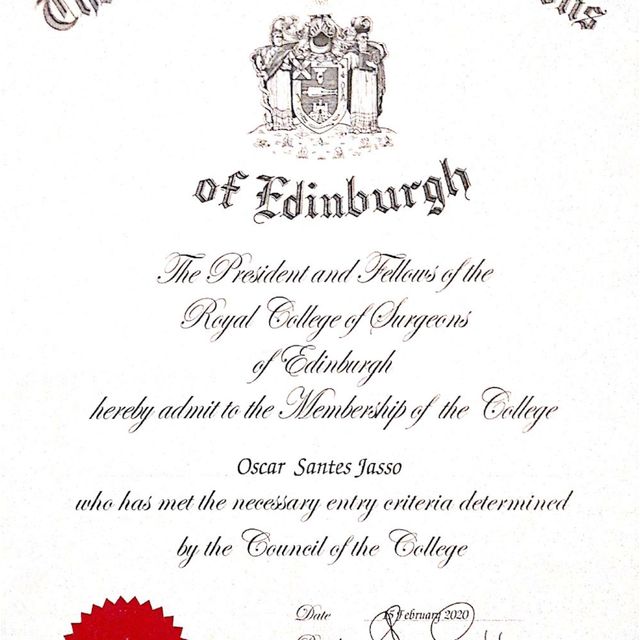 of Edinburgh
The President and Fellows of the
Royal College of Surgeons
of Edinburgh
hereby admit to the Membership of the College
Oscar Santes Jasso
who has met the necessary entry criteria determined
by the Council of the College
Date 15 February 2020